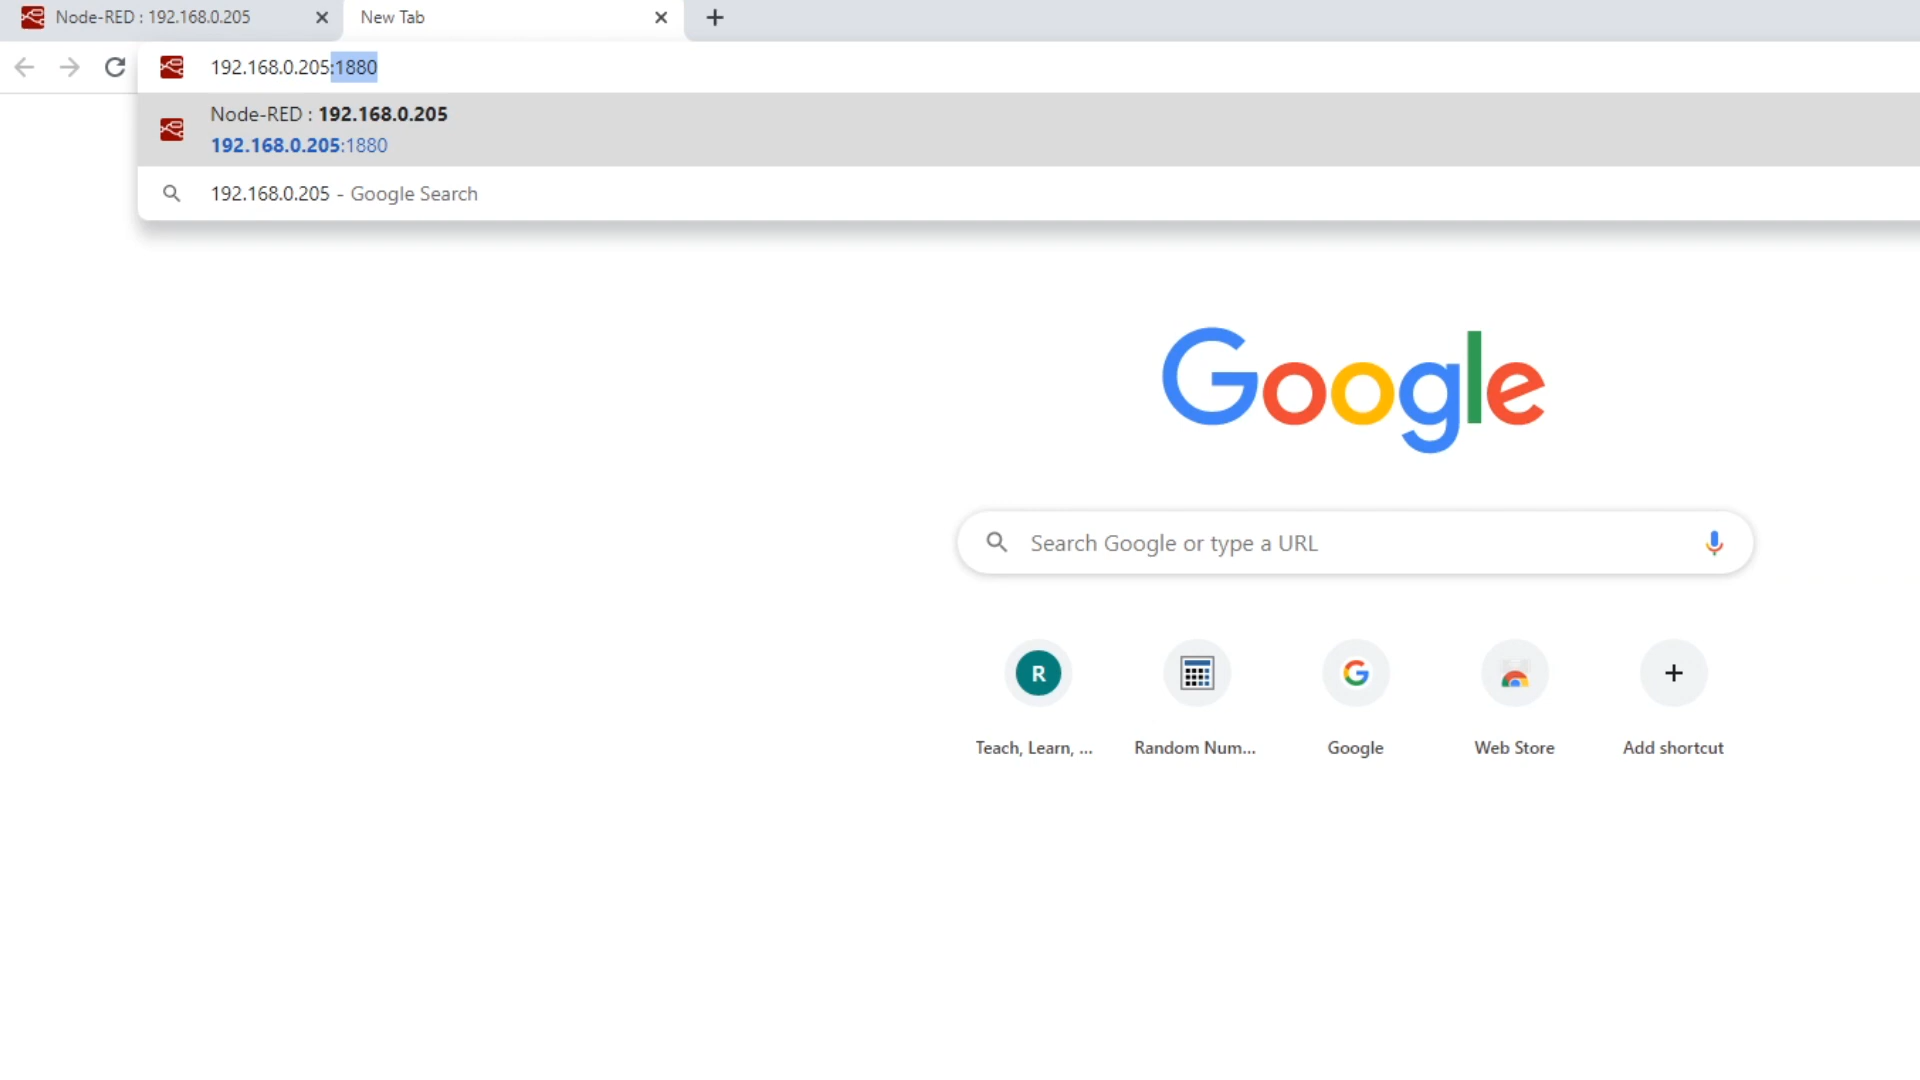 Node-RED : 192.168.0.205
New Tab
192.168.0.205:1880
Node-RED : 192.168.0.205
192.168.0.205:1880
192.168.0.205 - Google Search
Google
Search Google or type a URL
R
Teach, Learn, ...
Random Num...
Google
Web Store
Add shortcut